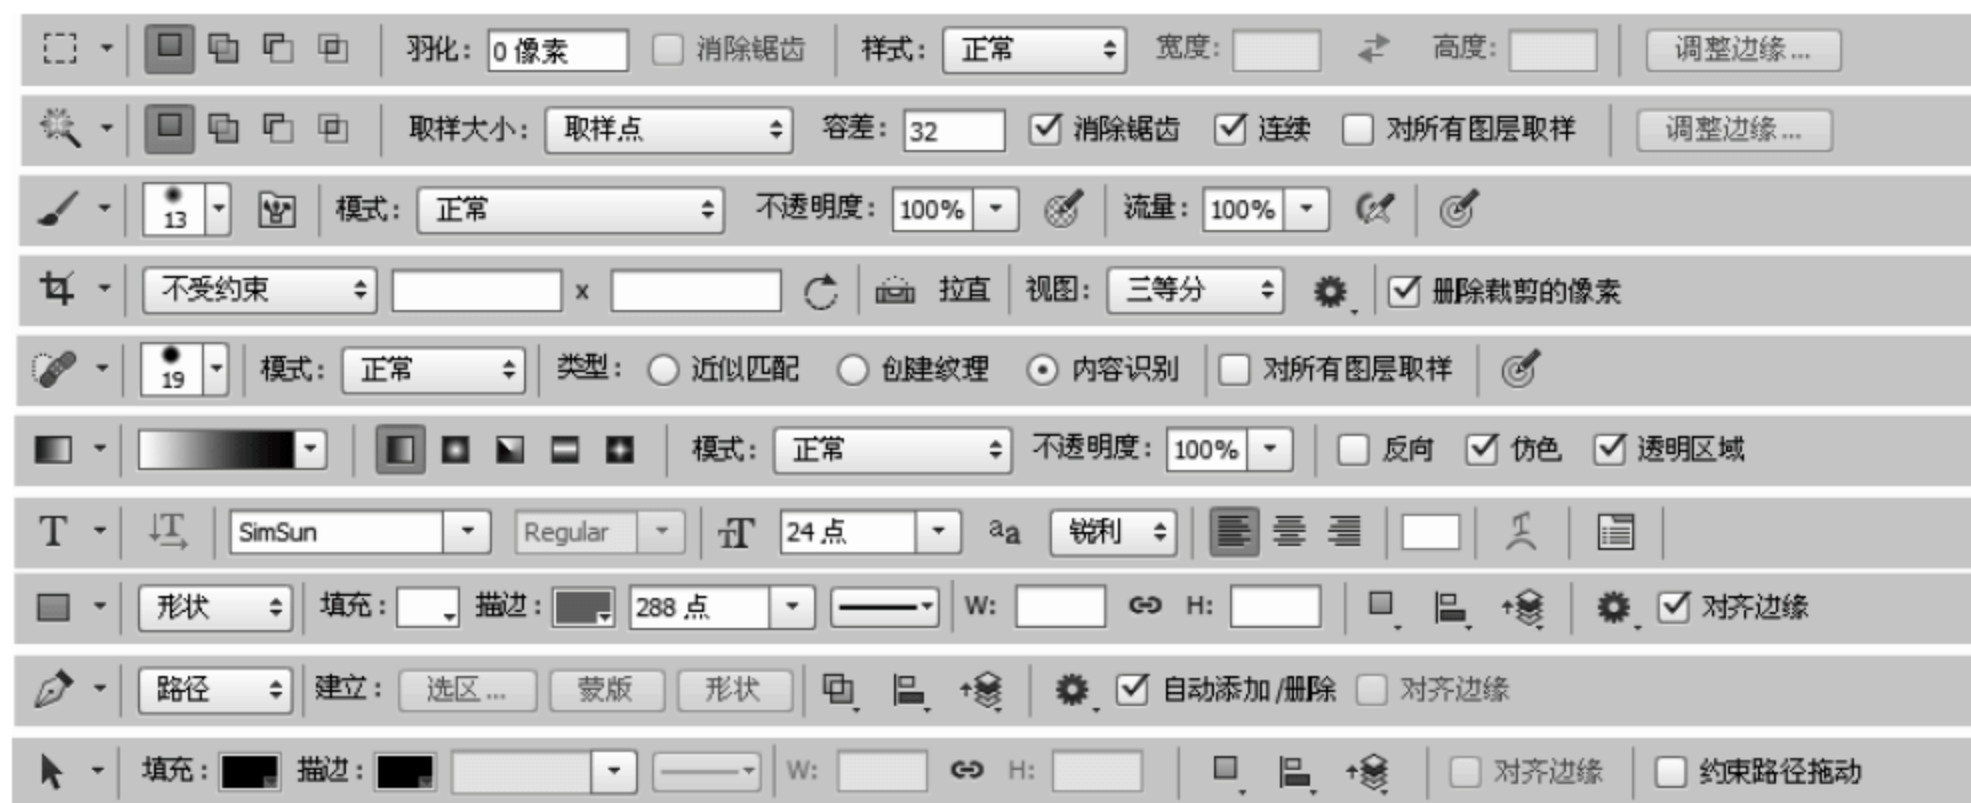 羽化: 0 像素 消除锯齿 样式: 正常 宽度: 高度: 调整边缘...
取样大小: 取样点 容差: 32 消除锯齿 连续 对所有图层取样 调整边缘...
13 模式: 正常 不透明度: 100% 流量: 100%
不受约束 x 拉直 视图: 三等分 删除裁剪的像素
19 模式: 正常 类型: 近似匹配 创建纹理 内容识别 对所有图层取样
模式: 正常 不透明度: 100% 反向 仿色 透明区域
T T SimSun Regular TT 24 点 aa 锐利
形状 填充: 描边: 288 点 W: H: 对齐边缘
路径 建立: 选区... 蒙版 形状 自动添加/删除 对齐边缘
填充: 描边: W: H: 对齐边缘 约束路径拖动